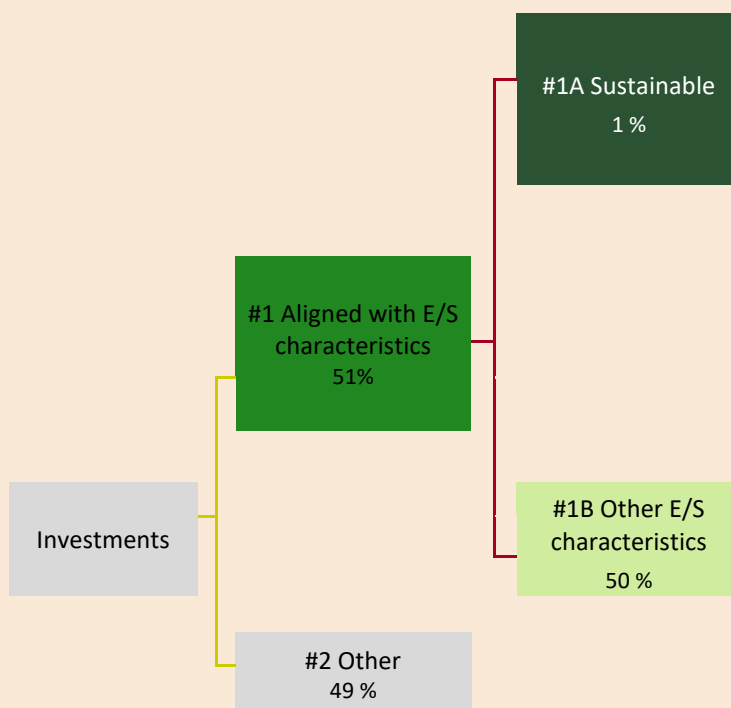 #1A Sustainable
1 %
#1 Aligned with E/S
characteristics
51%
Investments
#1B Other E/S
characteristics
50 %
#2 Other
49 %